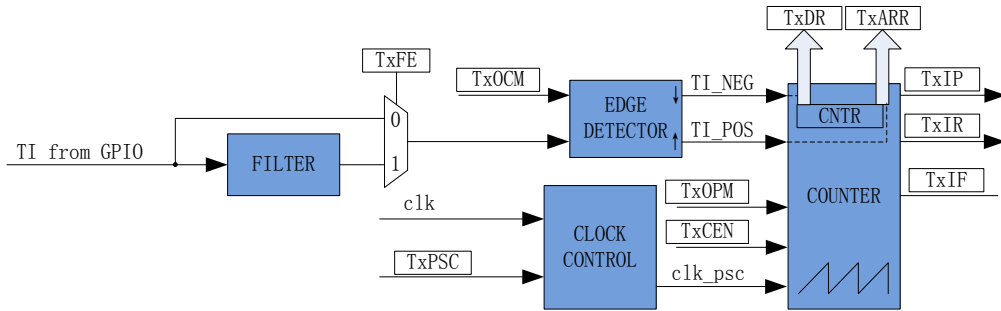 TxDR
TxARR
TxFE
TxOCM
TI_NEG
TxIP
0
EDGE
DETECTOR
CNTR
TI_POS
TxIR
TI from GPIO
FILTER
1
TxIF
clk
TxOPM
COUNTER
CLOCK
CONTROL
TxCEN
TxPSC
clk_psc